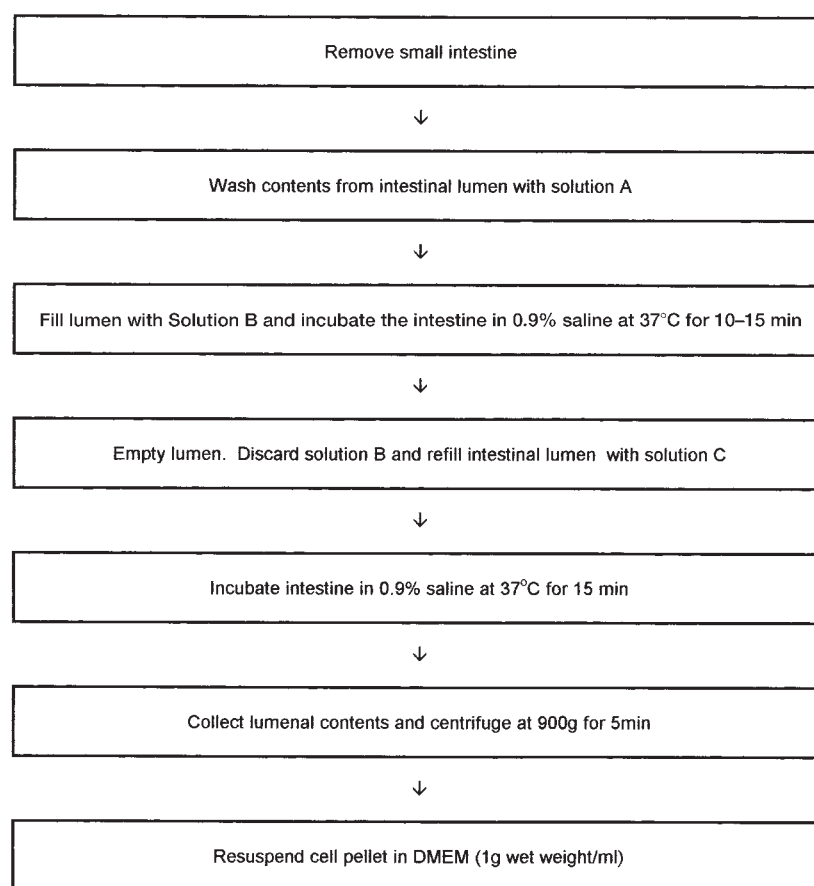 Remove small intestine
↓
Wash contents from intestinal lumen with solution A
↓
Fill lumen with Solution B and incubate the intestine in 0.9% saline at 37°C for 10–15 min
↓
Empty lumen. Discard solution B and refill intestinal lumen with solution C
↓
Incubate intestine in 0.9% saline at 37°C for 15 min
↓
Collect lumenal contents and centrifuge at 900g for 5min
↓
Resuspend cell pellet in DMEM (1g wet weight/ml)